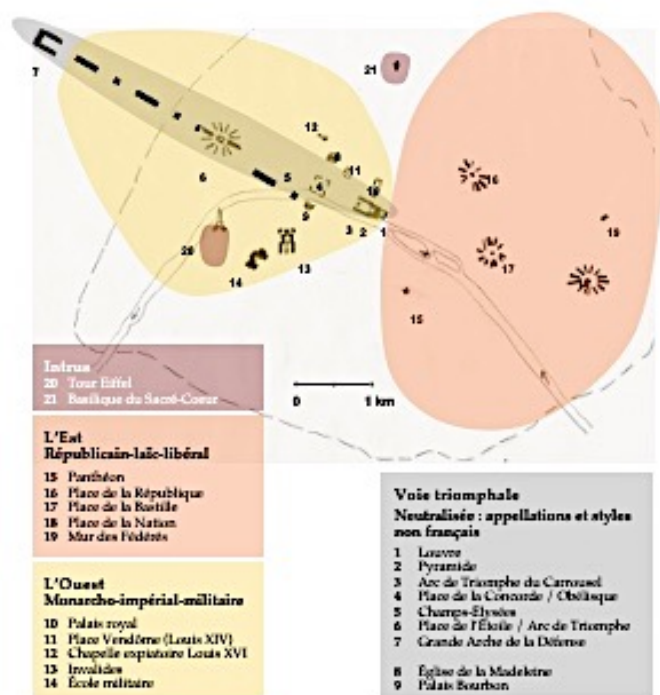 7
21
12
11
10
6
5
4
16
9
3
2
1
19
20
14
13
17
15
0
1 km
Intrus
20 Tour Eiffel
21 Basilique du Sacré-Coeur
L'Est
Républicain-laïc-libéral
15 Panthéon
16 Place de la République
17 Place de la Bastille
18 Place de la Nation
19 Mur des Fédérés
L'Ouest
Monarcho-impérial-militaire
10 Palais royal
11 Place Vendôme (Louis XIV)
12 Chapelle expiatoire Louis XVI
13 Invalides
14 École militaire
Voie triomphale
Neutralisée : appellations et styles
non français
1 Louvre
2 Pyramide
3 Arc de Triomphe du Carrousel
4 Place de la Concorde / Obélisque
5 Champs-Elysées
6 Place de l'Étoile / Arc de Triomphe
7 Grande Arche de la Défense
8 Église de la Madeleine
9 Palais Bourbon